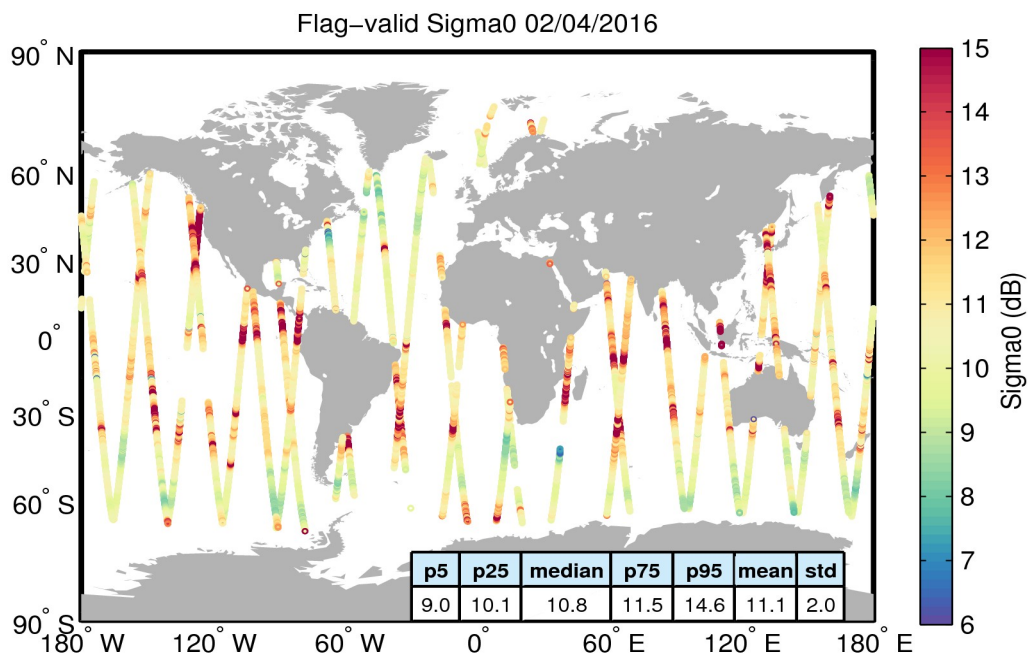 Flag−valid Sigma0 02/04/2016
90° N
60° N
30° N
0°
30° S
60° S
90° S
180° W
120° W
60° W
0°
60° E
120° E
180° E
p5 p25 median p75 p95 mean std
9.0 10.1 10.8 11.5 14.6 11.1 2.0
15
14
13
12
11
10
9
8
7
6
Sigma0 (dB)